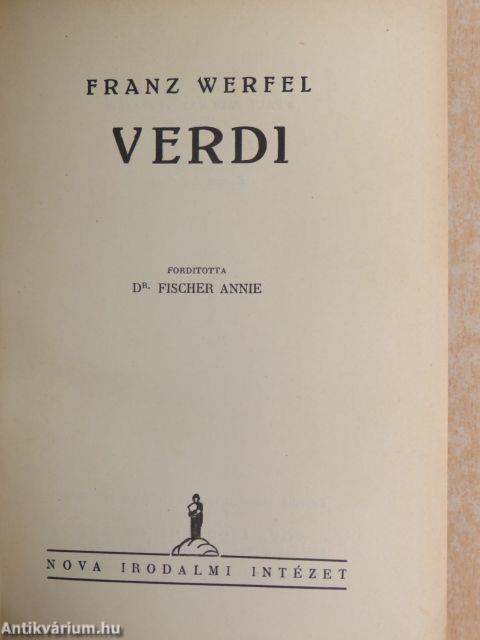 FRANZ WERFEL
VERDI
FORDITOTTA
DR. FISCHER ANNIE
NOVA IRODALMI INTÉZET
Antikvárium.hu